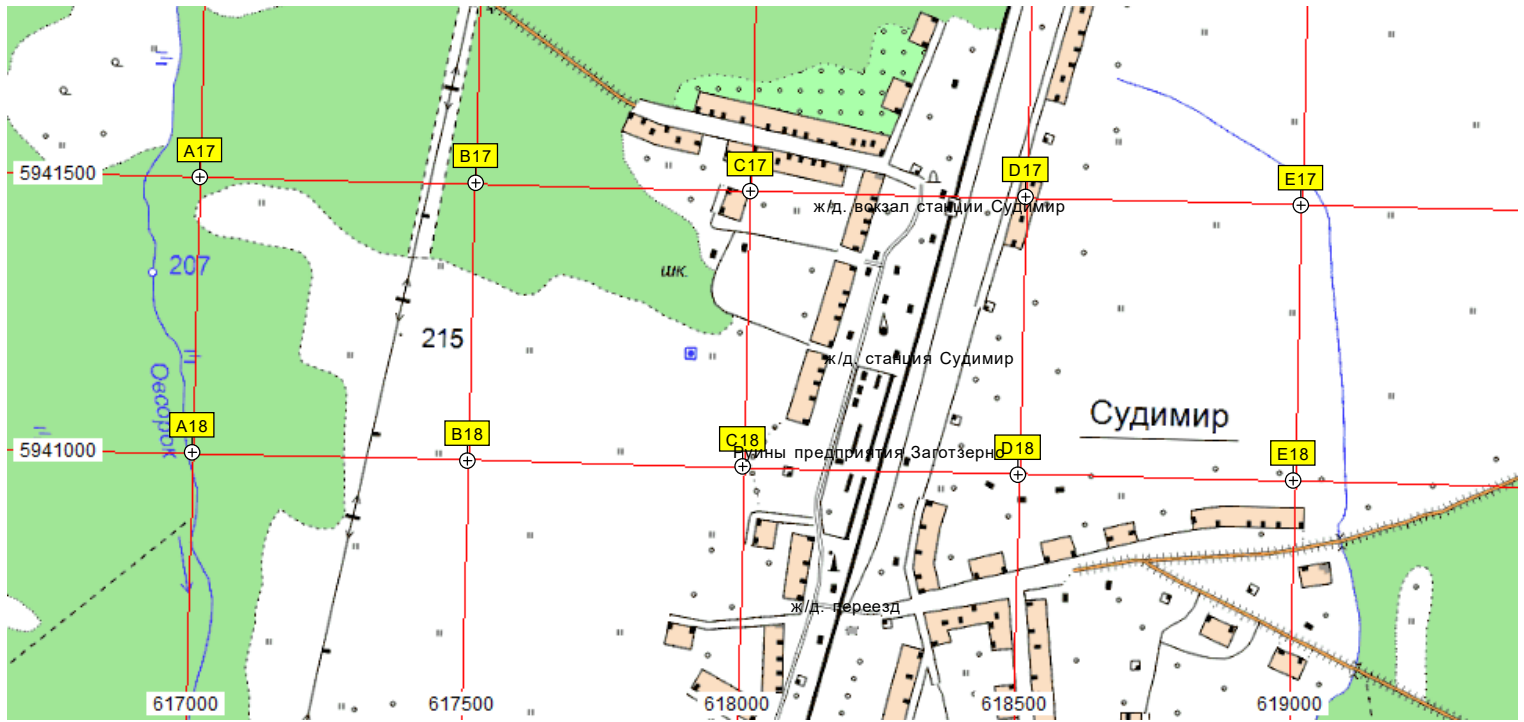 A17
B17
C17
D17
E17
5941500
ж/д. вокзал станции Судимир
207
шк.
215
ж/д. станция Судимир
Овсорок
Судимир
A18
B18
C18
D18
E18
5941000
Руины предприятия Заготзерно
ж/д. переезд
617000
617500
618000
618500
619000